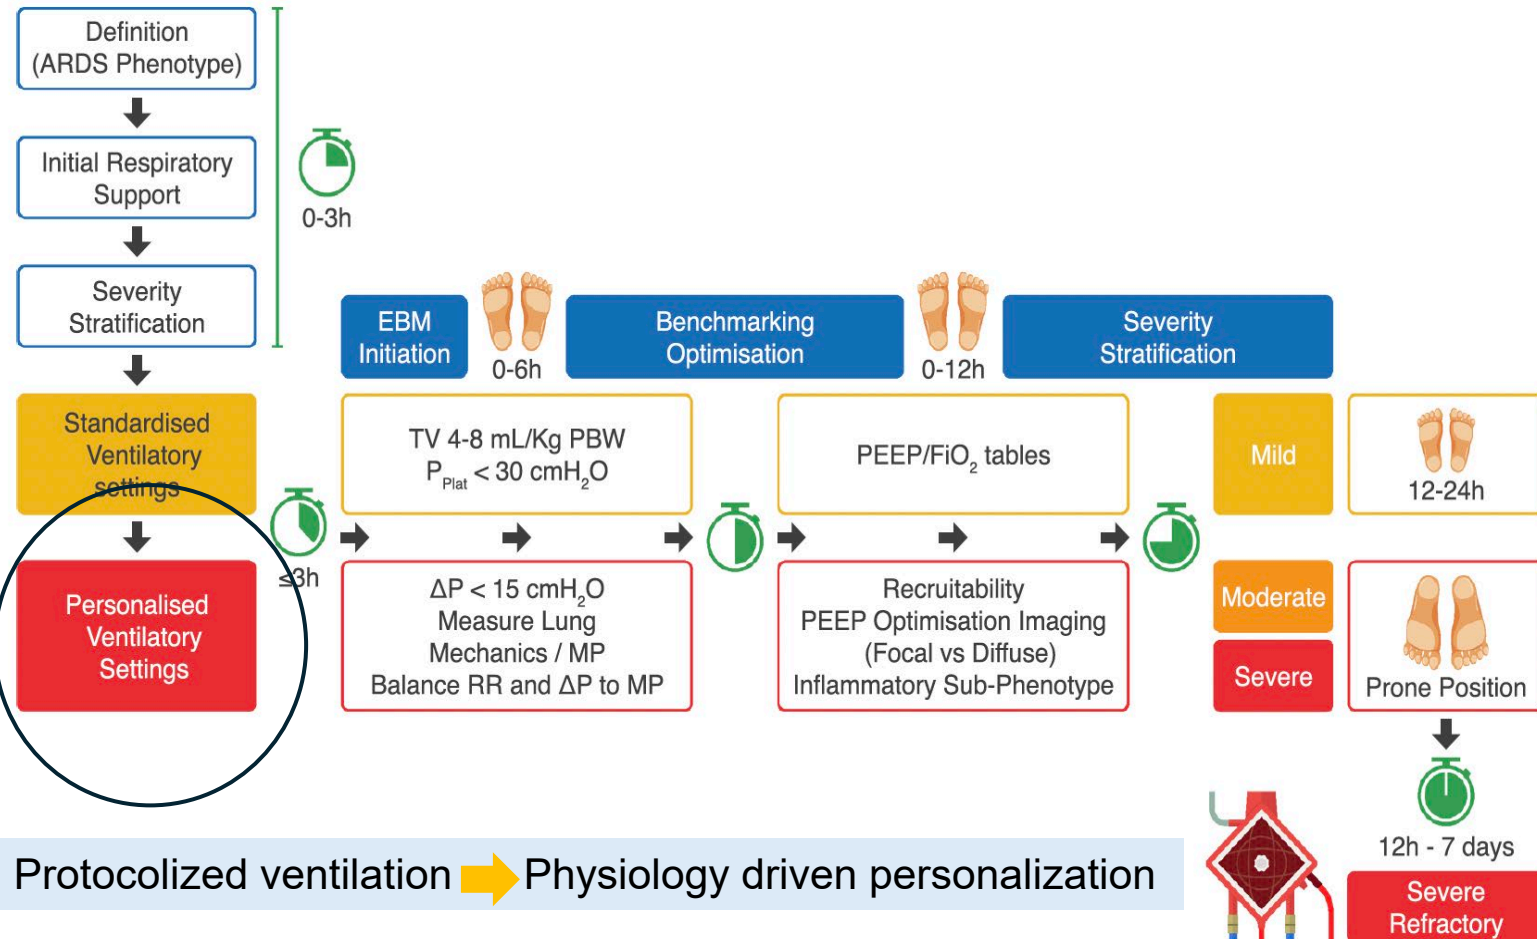 Definition
(ARDS Phenotype)
Initial Respiratory
Support
0-3h
Severity
Stratification
EBM
Initiation
0-6h
Benchmarking
Optimisation
0-12h
Severity
Stratification
Standardised
Ventilatory
settings
≤3h
TV 4-8 mL/Kg PBW
P_Plat < 30 cmH₂O
PEEP/FiO₂ tables
Mild
12-24h
Personalised
Ventilatory
Settings
ΔP < 15 cmH₂O
Measure Lung
Mechanics / MP
Balance RR and ΔP to MP
Recruitability
PEEP Optimisation Imaging
(Focal vs Diffuse)
Inflammatory Sub-Phenotype
Moderate
Severe
Prone Position
12h - 7 days
Severe
Refractory
Protocolized ventilation Physiology driven personalization